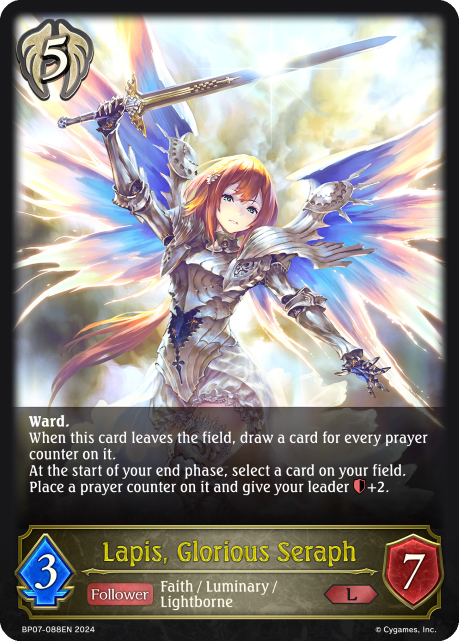 5
Ward.
When this card leaves the field, draw a card for every prayer
counter on it.
At the start of your end phase, select a card on your field.
Place a prayer counter on it and give your leader +2.
Lapis, Glorious Seraph
3
Follower
Faith / Luminary /
Lightborne
L
7
BP07-088EN 2024
© Cygames, Inc.